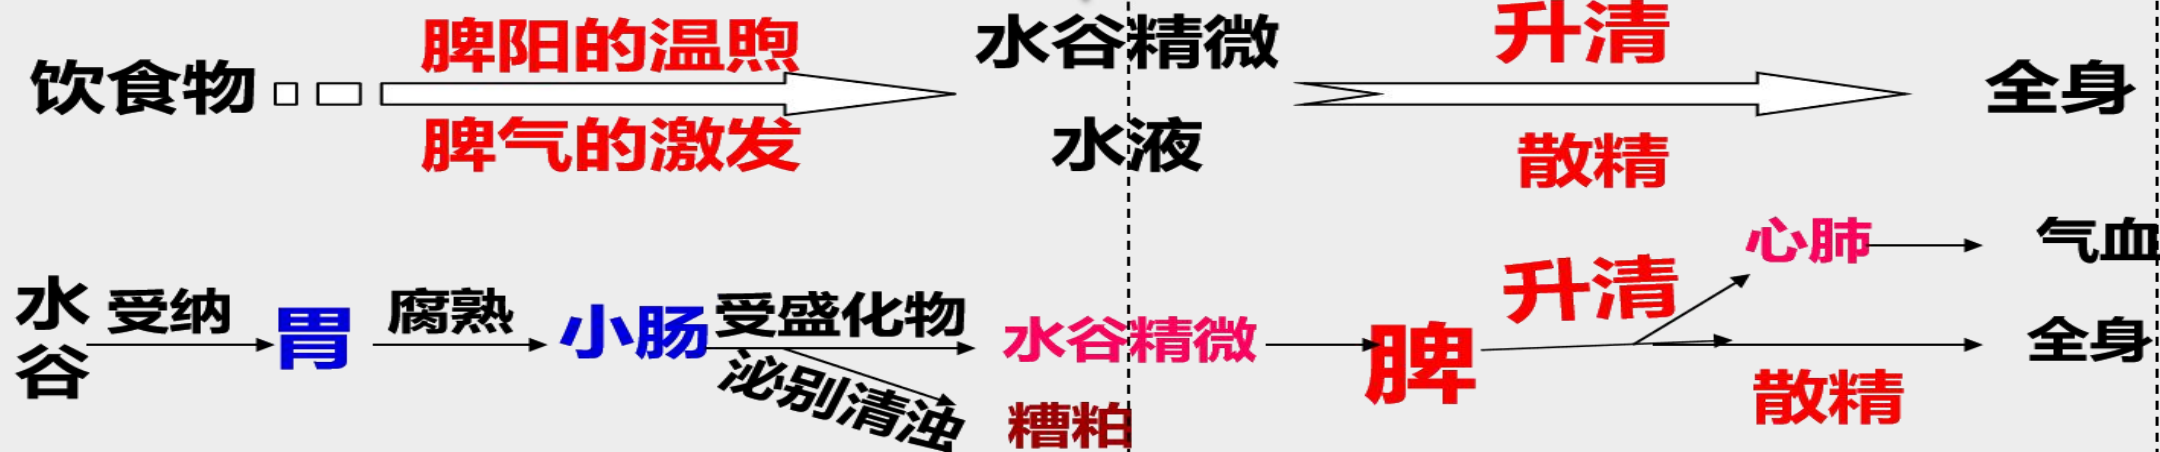 脾阳的温煦
水谷精微
升清
饮食物
全身
脾气的激发
水液
散精
心肺
气血
升清
水谷
受纳
胃
腐熟
小肠
受盛化物
水谷精微
脾
全身
泌别清浊
糟粕
散精